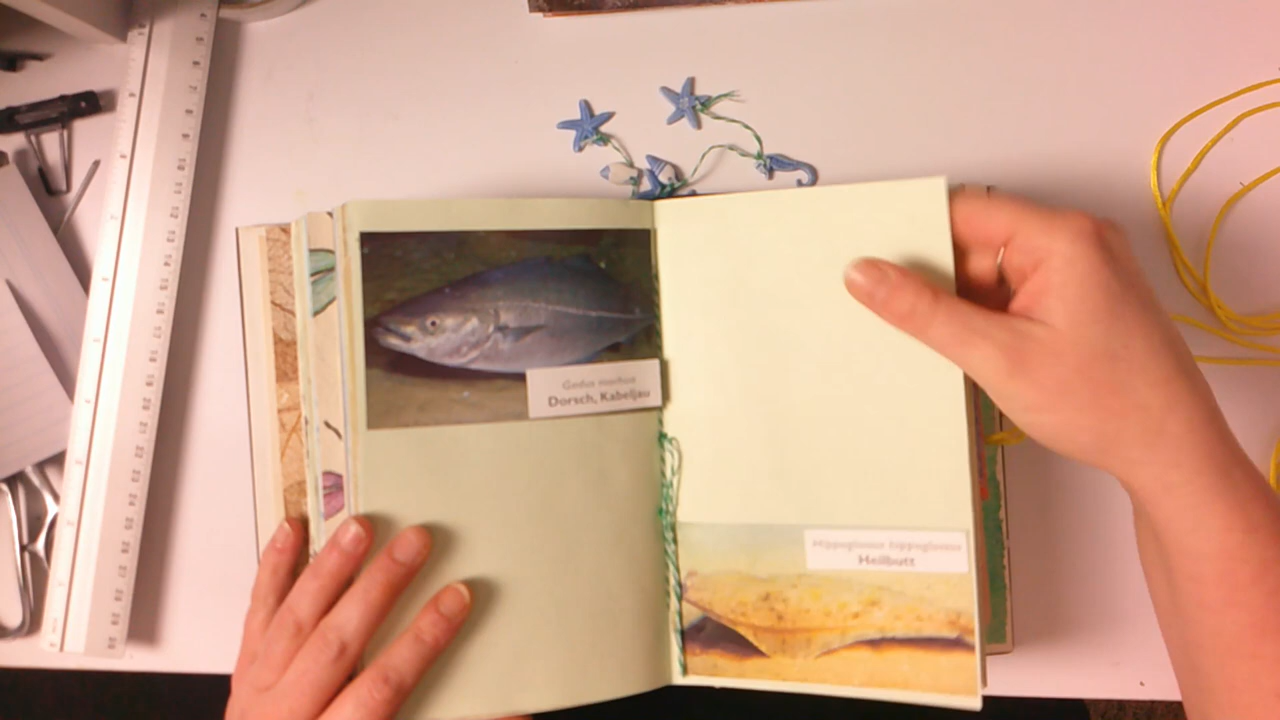 Gadus morhua
Dorsch, Kabeljau
Hippoglossus hippoglossus
Heilbutt